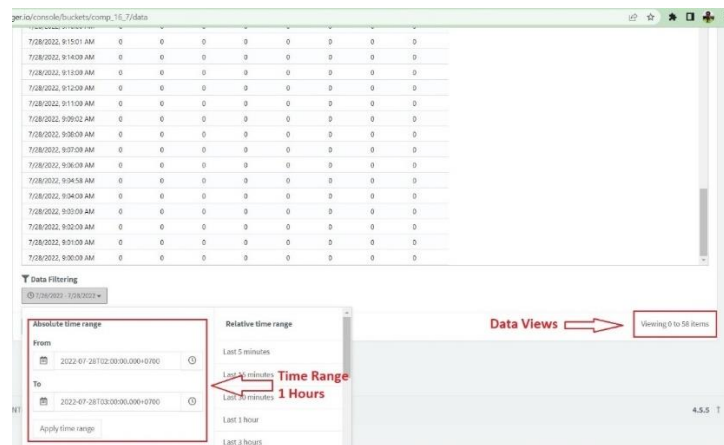 ger.io/console/buckets/comp_16_7/data
7/28/2022, 9:15:01 AM 0 0 0 0 0 0 0 0
7/28/2022, 9:14:00 AM 0 0 0 0 0 0 0 0
7/28/2022, 9:13:00 AM 0 0 0 0 0 0 0 0
7/28/2022, 9:12:00 AM 0 0 0 0 0 0 0 0
7/28/2022, 9:11:00 AM 0 0 0 0 0 0 0 0
7/28/2022, 9:09:02 AM 0 0 0 0 0 0 0 0
7/28/2022, 9:08:00 AM 0 0 0 0 0 0 0 0
7/28/2022, 9:07:00 AM 0 0 0 0 0 0 0 0
7/28/2022, 9:06:00 AM 0 0 0 0 0 0 0 0
7/28/2022, 9:04:58 AM 0 0 0 0 0 0 0 0
7/28/2022, 9:04:00 AM 0 0 0 0 0 0 0 0
7/28/2022, 9:03:00 AM 0 0 0 0 0 0 0 0
7/28/2022, 9:02:00 AM 0 0 0 0 0 0 0 0
7/28/2022, 9:01:00 AM 0 0 0 0 0 0 0 0
7/28/2022, 9:00:00 AM 0 0 0 0 0 0 0 0
Data Filtering
7/28/2022 - 7/28/2022
Absolute time range
From
2022-07-28T02:00:00.000+0700
To
2022-07-28T03:00:00.000+0700
Apply time range
Relative time range
Last 5 minutes
Last 15 minutes
Last 30 minutes
Last 1 hour
Last 3 hours
Time Range
1 Hours
Data Views
Viewing 0 to 58 items
4.5.5